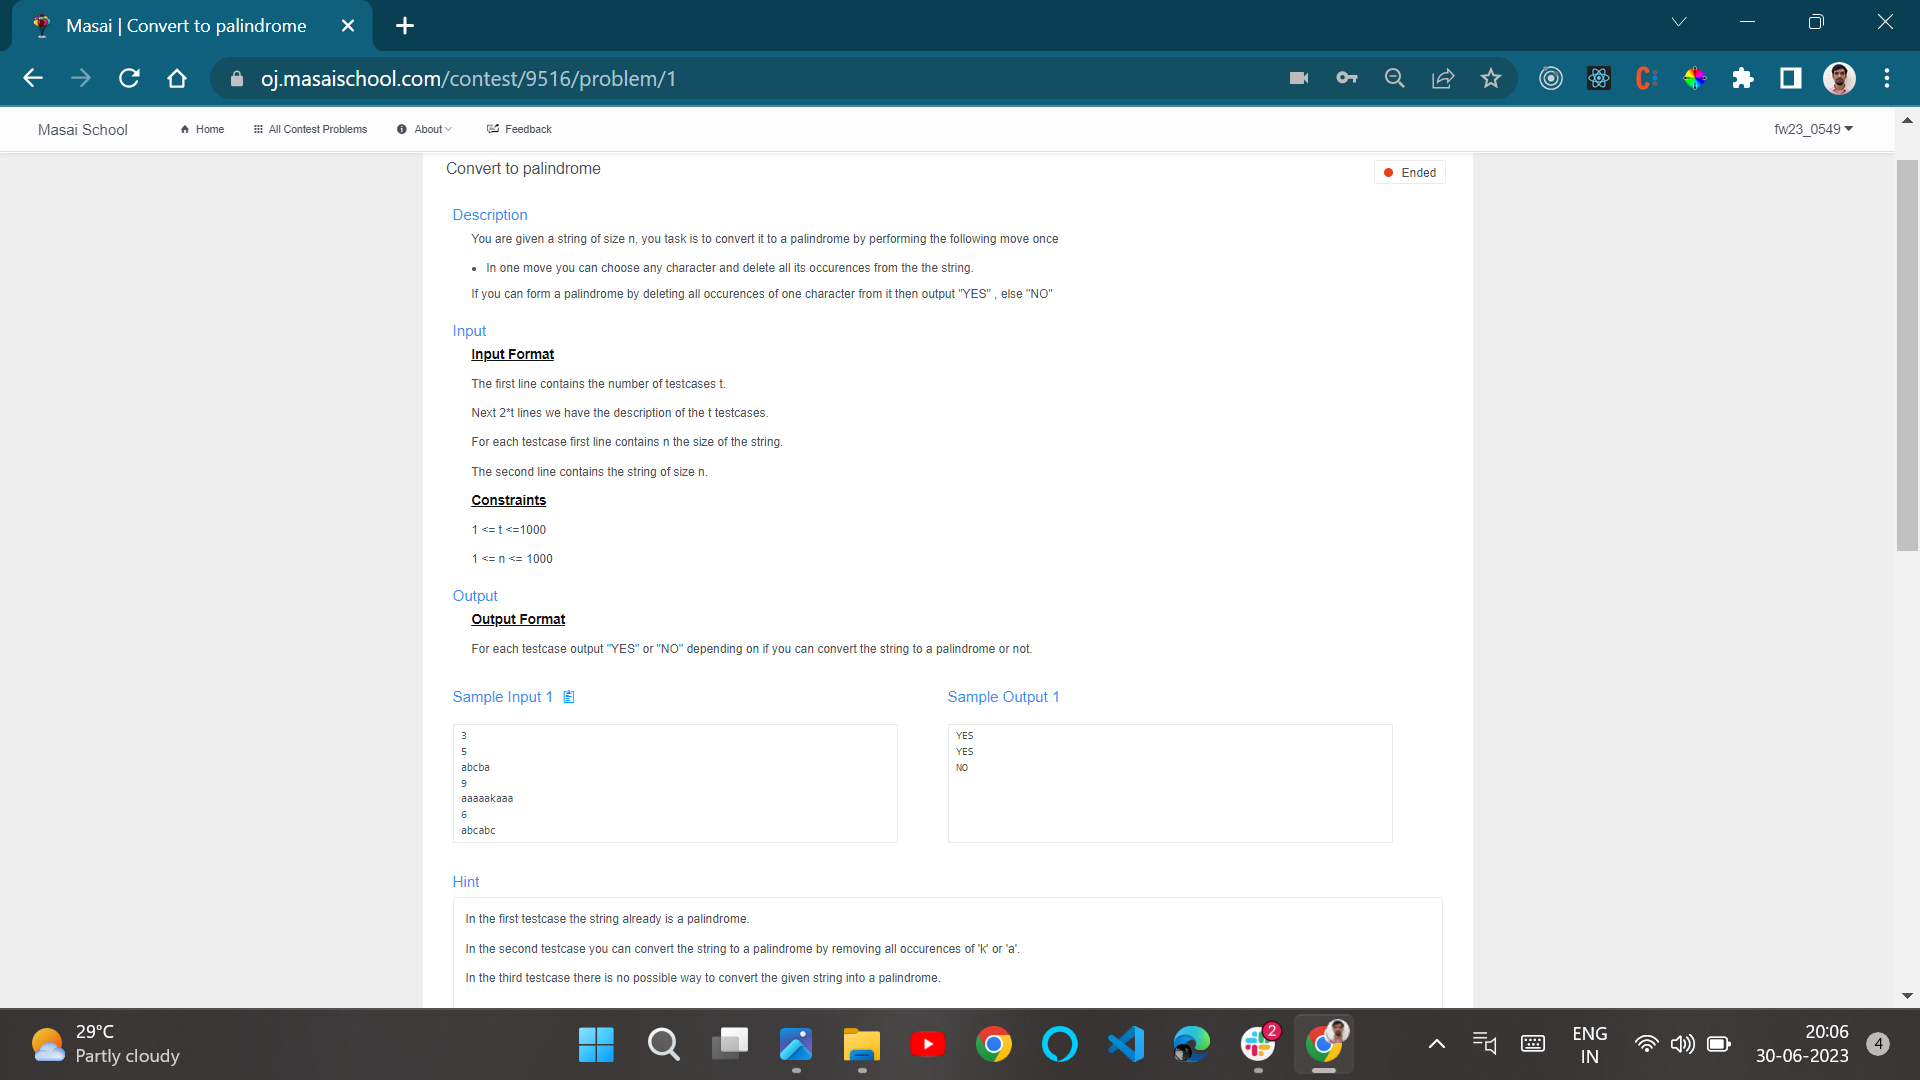 Masai | Convert to palindrome
oj.masaischool.com/contest/9516/problem/1
Masai School
Home
All Contest Problems
About
Feedback
fw23_0549
Convert to palindrome
Ended
Description
You are given a string of size n, you task is to convert it to a palindrome by performing the following move once
• In one move you can choose any character and delete all its occurences from the the string.
If you can form a palindrome by deleting all occurences of one character from it then output "YES" , else "NO"
Input
Input Format
The first line contains the number of testcases t.
Next 2*t lines we have the description of the t testcases.
For each testcase first line contains n the size of the string.
The second line contains the string of size n.
Constraints
1 <= t <=1000
1 <= n <= 1000
Output
Output Format
For each testcase output "YES" or "NO" depending on if you can convert the string to a palindrome or not.
Sample Input 1
3
5
abcba
9
aaaaakaaa
6
abcabc
Sample Output 1
YES
YES
NO
Hint
In the first testcase the string already is a palindrome.
In the second testcase you can convert the string to a palindrome by removing all occurences of 'k' or 'a'.
In the third testcase there is no possible way to convert the given string into a palindrome.
29°C
Partly cloudy
2
ENG
IN
20:06
30-06-2023
4